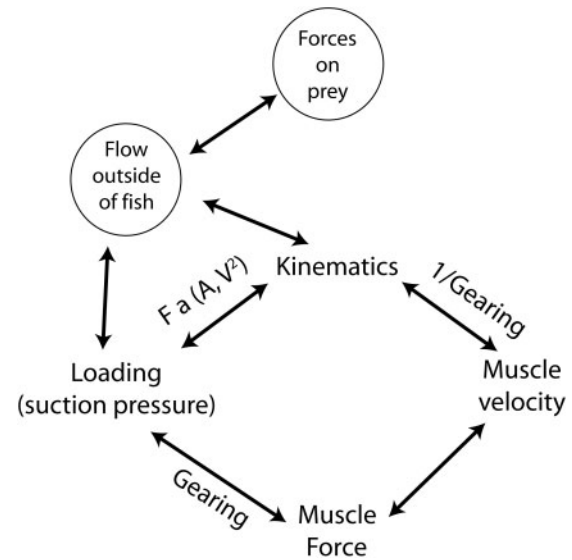 Forces
on
prey
Flow
outside
of fish
Kinematics
F a (A, V²)
1/Gearing
Loading
(suction pressure)
Muscle
velocity
Gearing
Muscle
Force